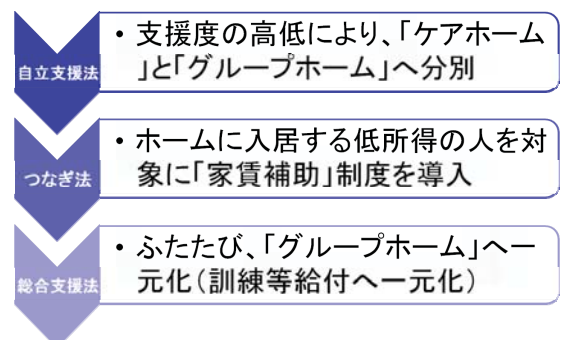 自立支援法
・支援度の高低により、「ケアホーム
」と「グループホーム」へ分別
つなぎ法
・ホームに入居する低所得の人を対
象に「家賃補助」制度を導入
総合支援法
・ふたたび、「グループホーム」へ一
元化（訓練等給付へ一元化）